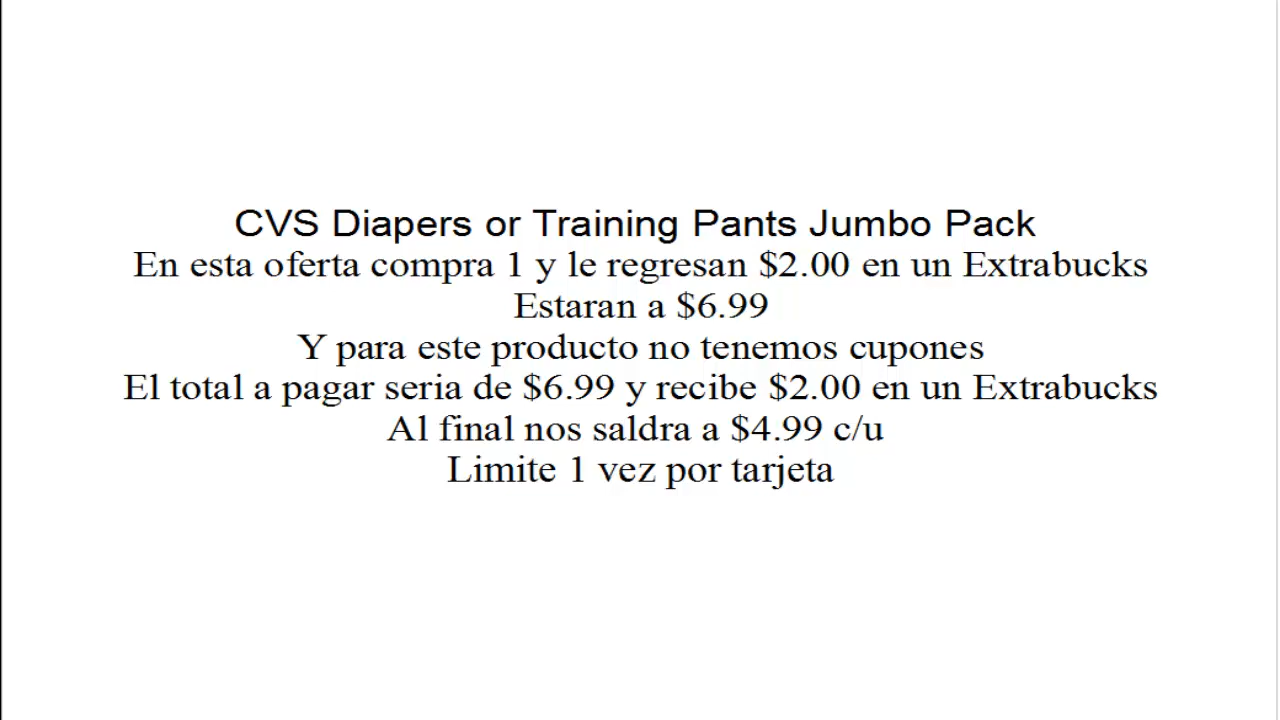 CVS Diapers or Training Pants Jumbo Pack
En esta oferta compra 1 y le regresan $2.00 en un Extrabucks
Estaran a $6.99
Y para este producto no tenemos cupones
El total a pagar seria de $6.99 y recibe $2.00 en un Extrabucks
Al final nos saldra a $4.99 c/u
Limite 1 vez por tarjeta